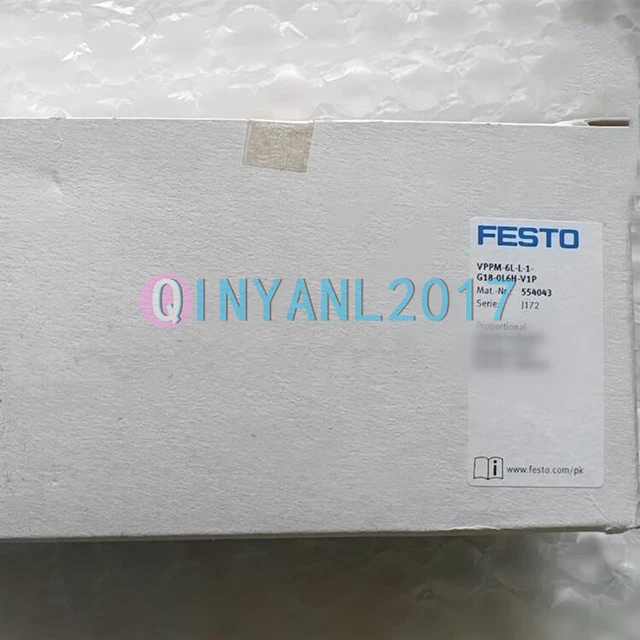 FESTO
VPPM-6L-L-1-
G18-0L6H-V1P
Mat.-Nr. 554043
Serie: J172
QINYANL2017
Proportional
i www.festo.com/pk